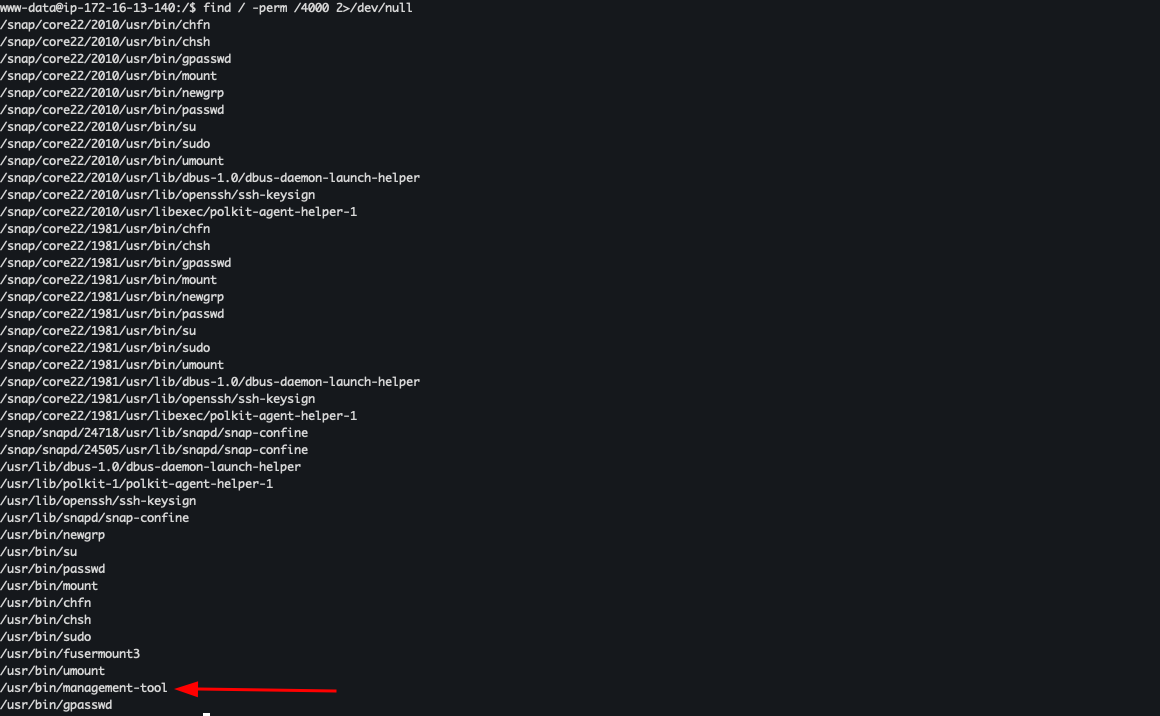 www-data@ip-172-16-13-140:/$ find / -perm /4000 2>/dev/null
/snap/core22/2010/usr/bin/chfn
/snap/core22/2010/usr/bin/chsh
/snap/core22/2010/usr/bin/gpasswd
/snap/core22/2010/usr/bin/mount
/snap/core22/2010/usr/bin/newgrp
/snap/core22/2010/usr/bin/passwd
/snap/core22/2010/usr/bin/su
/snap/core22/2010/usr/bin/sudo
/snap/core22/2010/usr/bin/umount
/snap/core22/2010/usr/lib/dbus-1.0/dbus-daemon-launch-helper
/snap/core22/2010/usr/lib/openssh/ssh-keysign
/snap/core22/2010/usr/libexec/polkit-agent-helper-1
/snap/core22/1981/usr/bin/chfn
/snap/core22/1981/usr/bin/chsh
/snap/core22/1981/usr/bin/gpasswd
/snap/core22/1981/usr/bin/mount
/snap/core22/1981/usr/bin/newgrp
/snap/core22/1981/usr/bin/passwd
/snap/core22/1981/usr/bin/su
/snap/core22/1981/usr/bin/sudo
/snap/core22/1981/usr/bin/umount
/snap/core22/1981/usr/lib/dbus-1.0/dbus-daemon-launch-helper
/snap/core22/1981/usr/lib/openssh/ssh-keysign
/snap/core22/1981/usr/libexec/polkit-agent-helper-1
/snap/snapd/24718/usr/lib/snapd/snap-confine
/snap/snapd/24505/usr/lib/snapd/snap-confine
/usr/lib/dbus-1.0/dbus-daemon-launch-helper
/usr/lib/polkit-1/polkit-agent-helper-1
/usr/lib/openssh/ssh-keysign
/usr/lib/snapd/snap-confine
/usr/bin/newgrp
/usr/bin/su
/usr/bin/passwd
/usr/bin/mount
/usr/bin/chfn
/usr/bin/chsh
/usr/bin/sudo
/usr/bin/fusermount3
/usr/bin/umount
/usr/bin/management-tool
/usr/bin/gpasswd